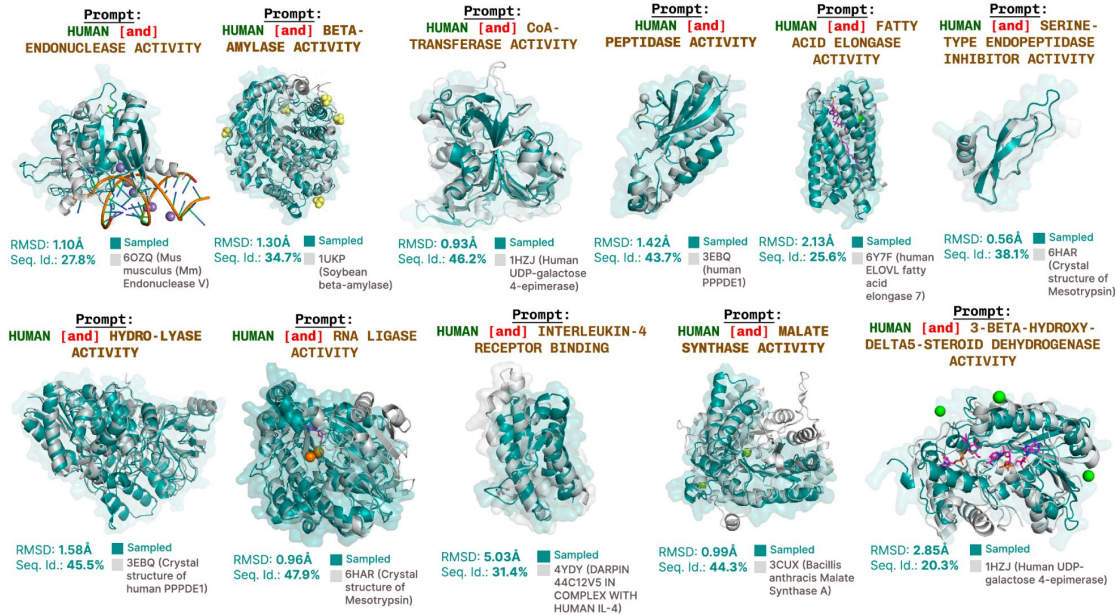 Prompt:
HUMAN [and]
ENDONUCLEASE ACTIVITY
RMSD: 1.10Å
Seq. Id.: 27.8%
Sampled
6OZQ (Mus
musculus (Mm)
Endonuclease V)
Prompt:
HUMAN [and] BETA-
AMYLASE ACTIVITY
RMSD: 1.30Å
Seq. Id.: 34.7%
Sampled
1UKP (Soybean
beta-amylase)
Prompt:
HUMAN [and] CoA-
TRANSFERASE ACTIVITY
RMSD: 0.93Å
Seq. Id.: 46.2%
Sampled
1HZJ (Human
UDP-galactose
4-epimerase)
Prompt:
HUMAN [and]
PEPTIDASE ACTIVITY
RMSD: 1.42Å
Seq. Id.: 43.7%
Sampled
3EBQ
(human
PPPDE1)
Prompt:
HUMAN [and] FATTY
ACID ELONGASE
ACTIVITY
RMSD: 2.13Å
Seq. Id.: 25.6%
Sampled
6Y7F (human
ELOVL fatty
acid
elongase 7)
Prompt:
HUMAN [and] SERINE-
TYPE ENDOPEPTIDASE
INHIBITOR ACTIVITY
RMSD: 0.56Å
Seq. Id.: 38.1%
Sampled
6HAR (Crystal
structure of
Mesotrypsin)
Prompt:
HUMAN [and] HYDRO-LYASE
ACTIVITY
RMSD: 1.58Å
Seq. Id.: 45.5%
Sampled
3EBQ (Crystal
structure of
human PPPDE1)
Prompt:
HUMAN [and] RNA LIGASE
ACTIVITY
RMSD: 0.96Å
Seq. Id.: 47.9%
Sampled
6HAR (Crystal
structure of
Mesotrypsin)
Prompt:
HUMAN [and] INTERLEUKIN-4
RECEPTOR BINDING
RMSD: 5.03Å
Seq. Id.: 31.4%
Sampled
4YDY (DARPIN
44C12V5 IN
COMPLEX WITH
HUMAN IL-4)
Prompt:
HUMAN [and] MALATE
SYNTHASE ACTIVITY
RMSD: 0.99Å
Seq. Id.: 44.3%
Sampled
3CUX (Bacillis
anthracis Malate
Synthase A)
Prompt:
HUMAN [and] 3-BETA-HYDROXY-
DELTA5-STEROID DEHYDROGENASE
ACTIVITY
RMSD: 2.85Å
Seq. Id.: 20.3%
Sampled
1HZJ (Human UDP-
galactose 4-epimerase)